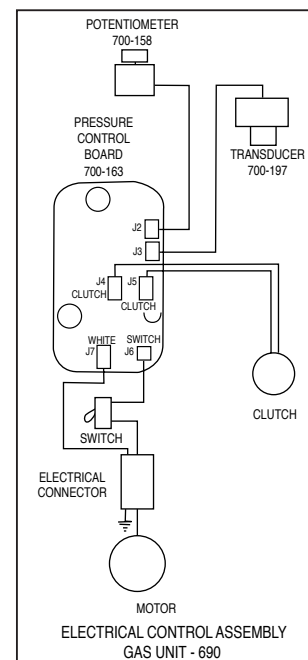 POTENTIOMETER
700-158
PRESSURE
CONTROL
BOARD
700-163
TRANSDUCER
700-197
J2
J3
J4
J5
CLUTCH
CLUTCH
WHITE
J7
SWITCH
J6
CLUTCH
SWITCH
ELECTRICAL
CONNECTOR
MOTOR
ELECTRICAL CONTROL ASSEMBLY
GAS UNIT - 690